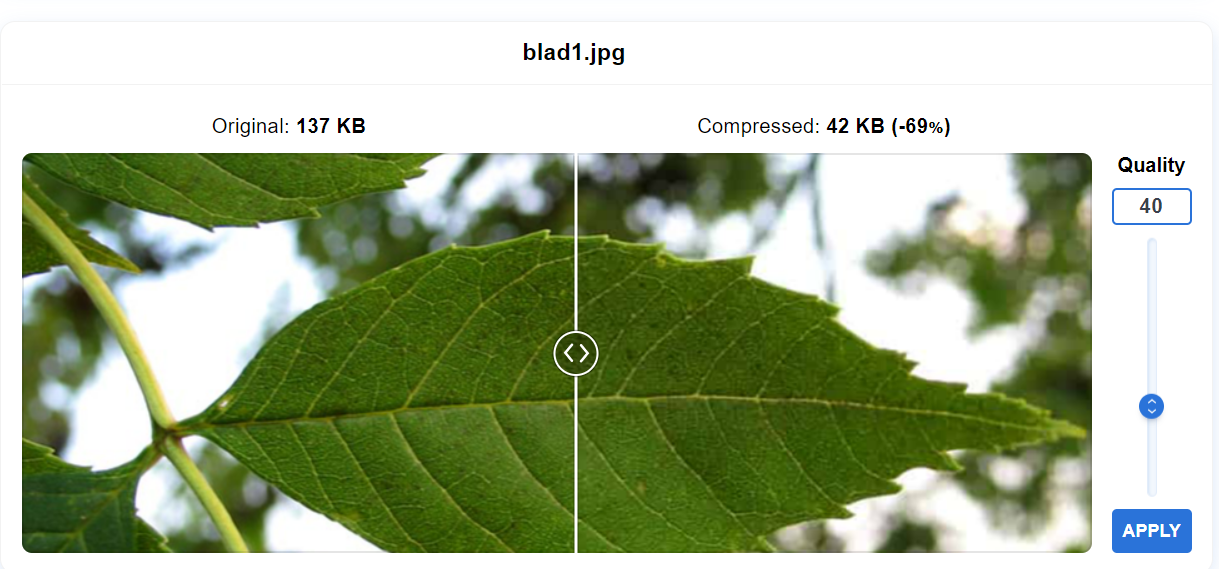 blad1.jpg
Original: 137 KB
Compressed: 42 KB (-69%)
Quality
40
APPLY